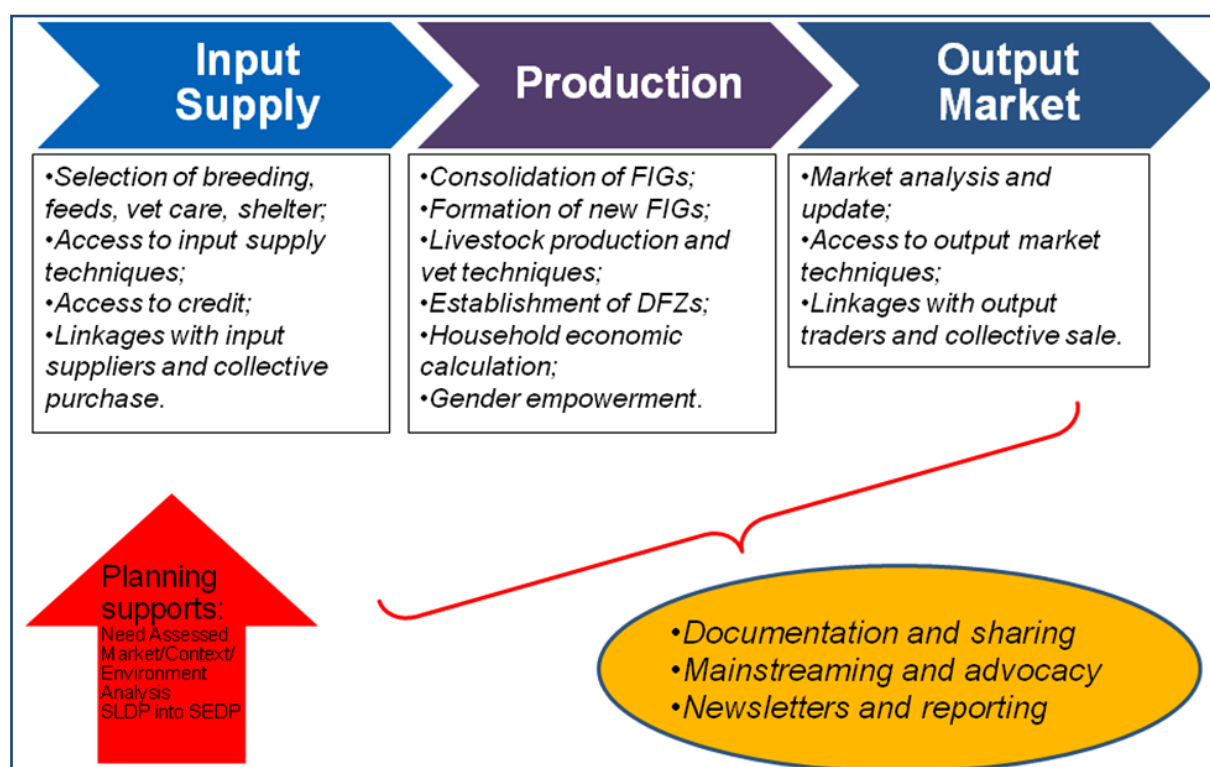 Input
Supply
Production
Output
Market
•Selection of breeding,
feeds, vet care, shelter;
•Access to input supply
techniques;
•Access to credit;
•Linkages with input
suppliers and collective
purchase.
•Consolidation of FIGs;
•Formation of new FIGs;
•Livestock production and
vet techniques;
•Establishment of DFZs;
•Household economic
calculation;
•Gender empowerment.
•Market analysis and
update;
•Access to output market
techniques;
•Linkages with output
traders and collective sale.
Planning
supports:
Need Assessed
Market/Context/
Environment
Analysis
SLDP into SEDP
•Documentation and sharing
•Mainstreaming and advocacy
•Newsletters and reporting